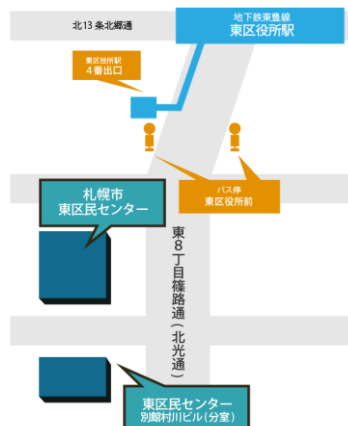 北13条北郷通
地下鉄東豊線
東区役所駅
東区役所駅
4番出口
バス停
東区役所前
札幌市
東区民センター
東8丁目篠路通(北光通)
東区民センター
別館村川ビル(分室)